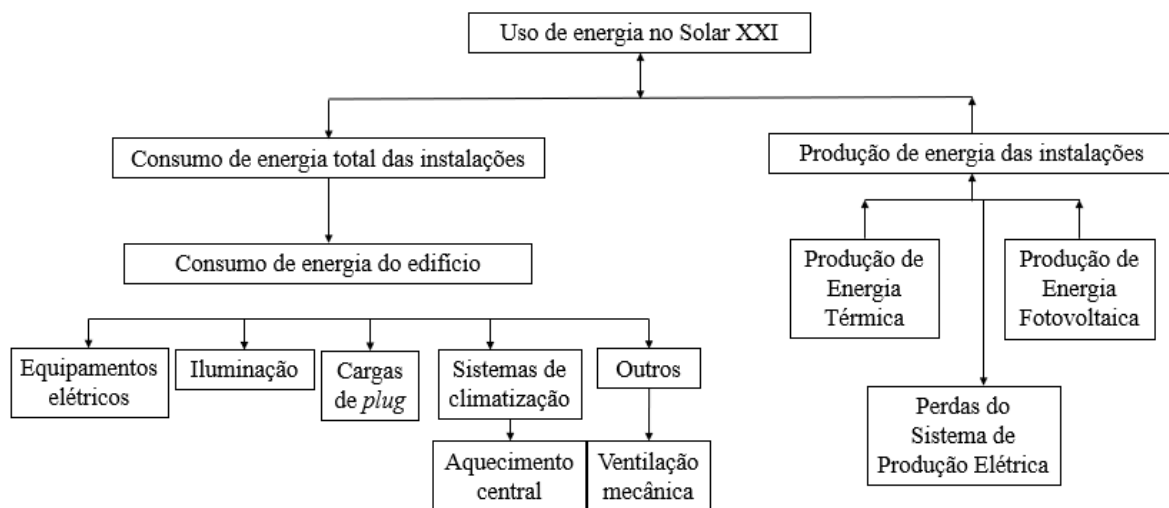 Uso de energia no Solar XXI
Consumo de energia total das instalações
Produção de energia das instalações
Consumo de energia do edifício
Produção de
Energia
Térmica
Produção de
Energia
Fotovoltaica
Equipamentos
elétricos
Iluminação
Cargas
de plug
Sistemas de
climatização
Outros
Perdas do
Sistema de
Produção Elétrica
Aquecimento
central
Ventilação
mecânica